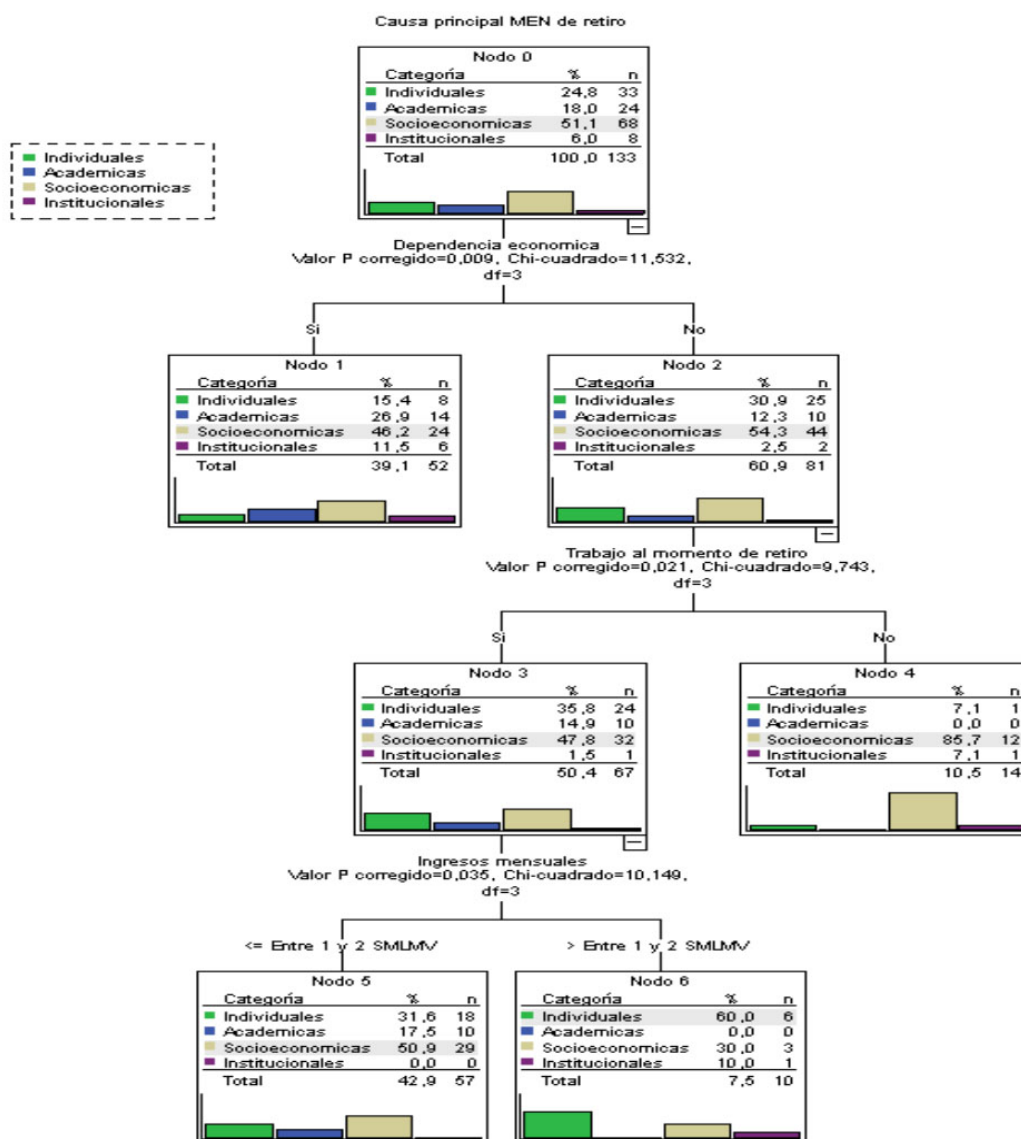 Causa principal MEN de retiro
Nodo 0
Categoría % n
Individuales 24,8 33
Academicas 18,0 24
Socioeconomicas 51,1 68
Institucionales 6,0 8
Total 100,0 133
Individuales
Academicas
Socioeconomicas
Institucionales
Dependencia economica
Valor P corregido=0,009, Chi-cuadrado=11,532,
df=3
Si
No
Nodo 1
Categoría % n
Individuales 15,4 8
Academicas 26,9 14
Socioeconomicas 46,2 24
Institucionales 11,5 6
Total 39,1 52
Nodo 2
Categoría % n
Individuales 30,9 25
Academicas 12,3 10
Socioeconomicas 54,3 44
Institucionales 2,5 2
Total 60,9 81
Trabajo al momento de retiro
Valor P corregido=0,021, Chi-cuadrado=9,743,
df=3
Si
No
Nodo 3
Categoría % n
Individuales 35,8 24
Academicas 14,9 10
Socioeconomicas 47,8 32
Institucionales 1,5 1
Total 50,4 67
Nodo 4
Categoría % n
Individuales 7,1 1
Academicas 0,0 0
Socioeconomicas 85,7 12
Institucionales 7,1 1
Total 10,5 14
Ingresos mensuales
Valor P corregido=0,035, Chi-cuadrado=10,149,
df=3
<= Entre 1 y 2 SMLMV
> Entre 1 y 2 SMLMV
Nodo 5
Categoría % n
Individuales 31,6 18
Academicas 17,5 10
Socioeconomicas 50,9 29
Institucionales 0,0 0
Total 42,9 57
Nodo 6
Categoría % n
Individuales 60,0 6
Academicas 0,0 0
Socioeconomicas 30,0 3
Institucionales 10,0 1
Total 7,5 10